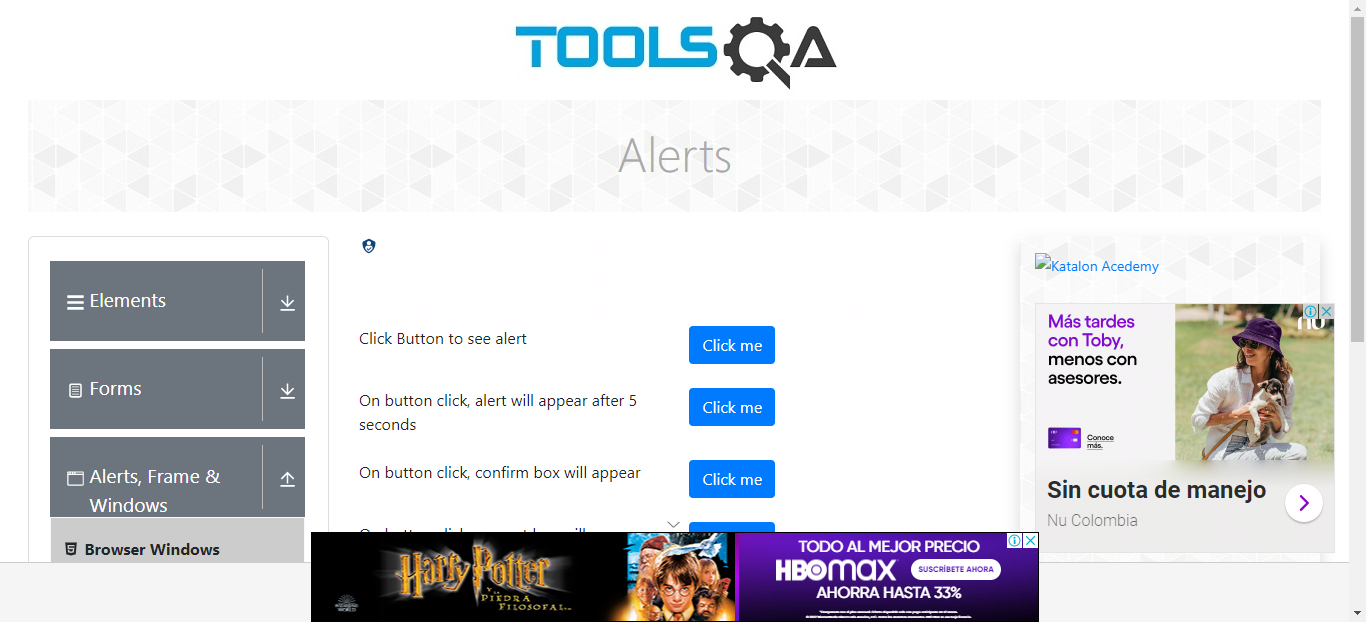 TOOLSQA
Alerts
Elements
Forms
Alerts, Frame &
Windows
Browser Windows
Click Button to see alert
Click me
On button click, alert will appear after 5
seconds
Click me
On button click, confirm box will appear
Click me
Katalon Acedemy
Más tardes
con Toby,
menos con
asesores.
Conoce
más.
nu
Sin cuota de manejo
Nu Colombia
Harry Potter
Y LA
PIEDRA
FILOSOFAL
TODO AL MEJOR PRECIO
HBOmax
SUSCRÍBETE AHORA
AHORRA HASTA 33%